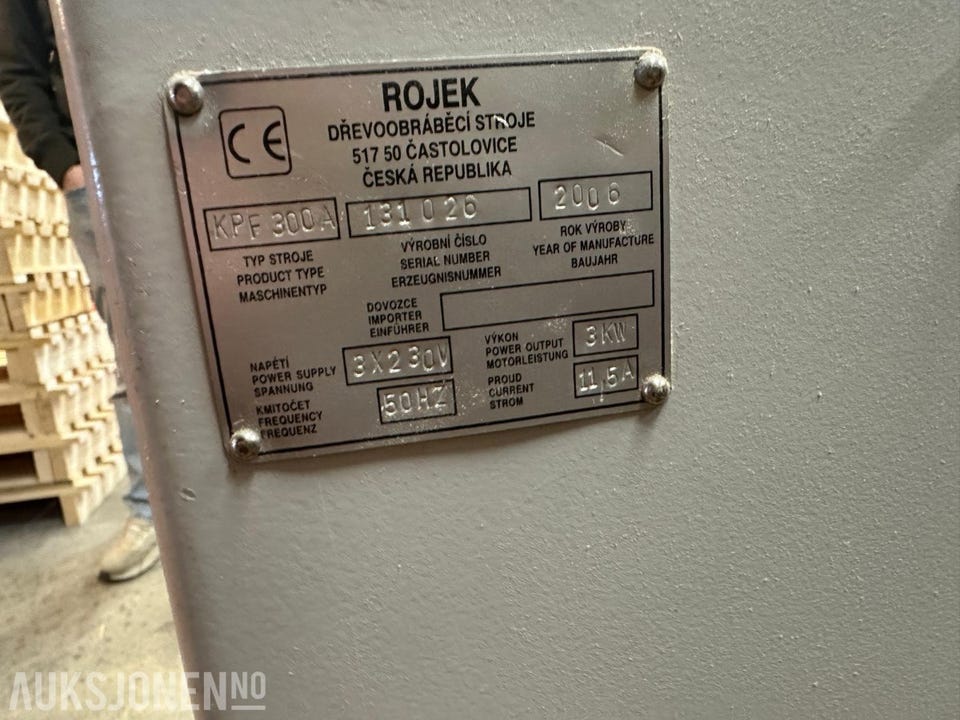 CE
ROJEK
DŘEVOOBRÁBĚCÍ STROJE
517 50 ČASTOLOVICE
ČESKÁ REPUBLIKA
KPF 300A
131 026
2006
TYP STROJE
PRODUCT TYPE
MASCHINENTYP
VÝROBNÍ ČÍSLO
SERIAL NUMBER
ERZEUGNISNUMMER
ROK VÝROBY
YEAR OF MANUFACTURE
BAUJAHR
DOVOZCE
IMPORTER
EINFÜHRER
NAPĚTÍ
POWER SUPPLY
SPANNUNG
3X230V
VÝKON
POWER OUTPUT
MOTORLEISTUNG
3KW
KMITOČET
FREQUENCY
FREQUENZ
50HZ
PROUD
CURRENT
STROM
11,5A
AUKSJONEN.NO